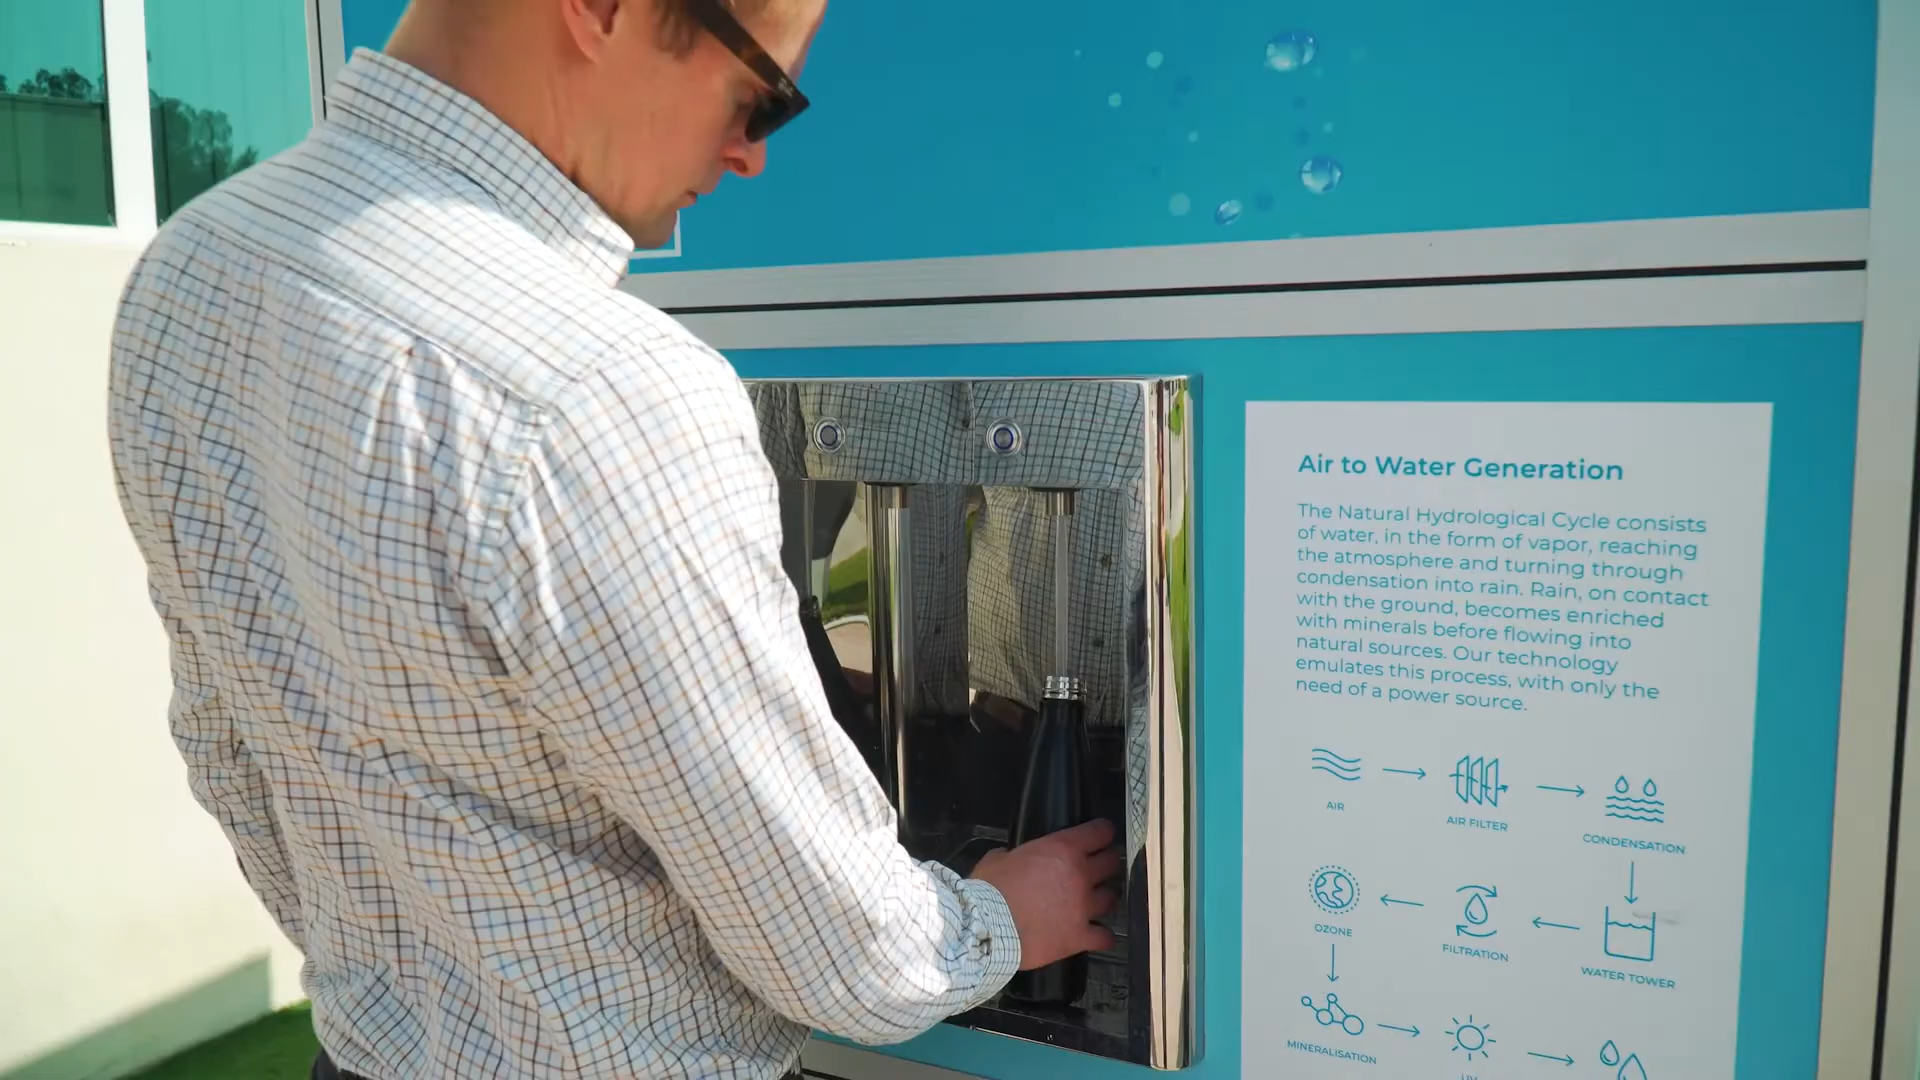 Air to Water Generation
The Natural Hydrological Cycle consists
of water, in the form of vapor, reaching
the atmosphere and turning through
condensation into rain. Rain, on contact
with the ground, becomes enriched
with minerals before flowing into
natural sources. Our technology
emulates this process, with only the
need of a power source.
AIR
AIR FILTER
CONDENSATION
OZONE
FILTRATION
WATER TOWER
MINERALISATION